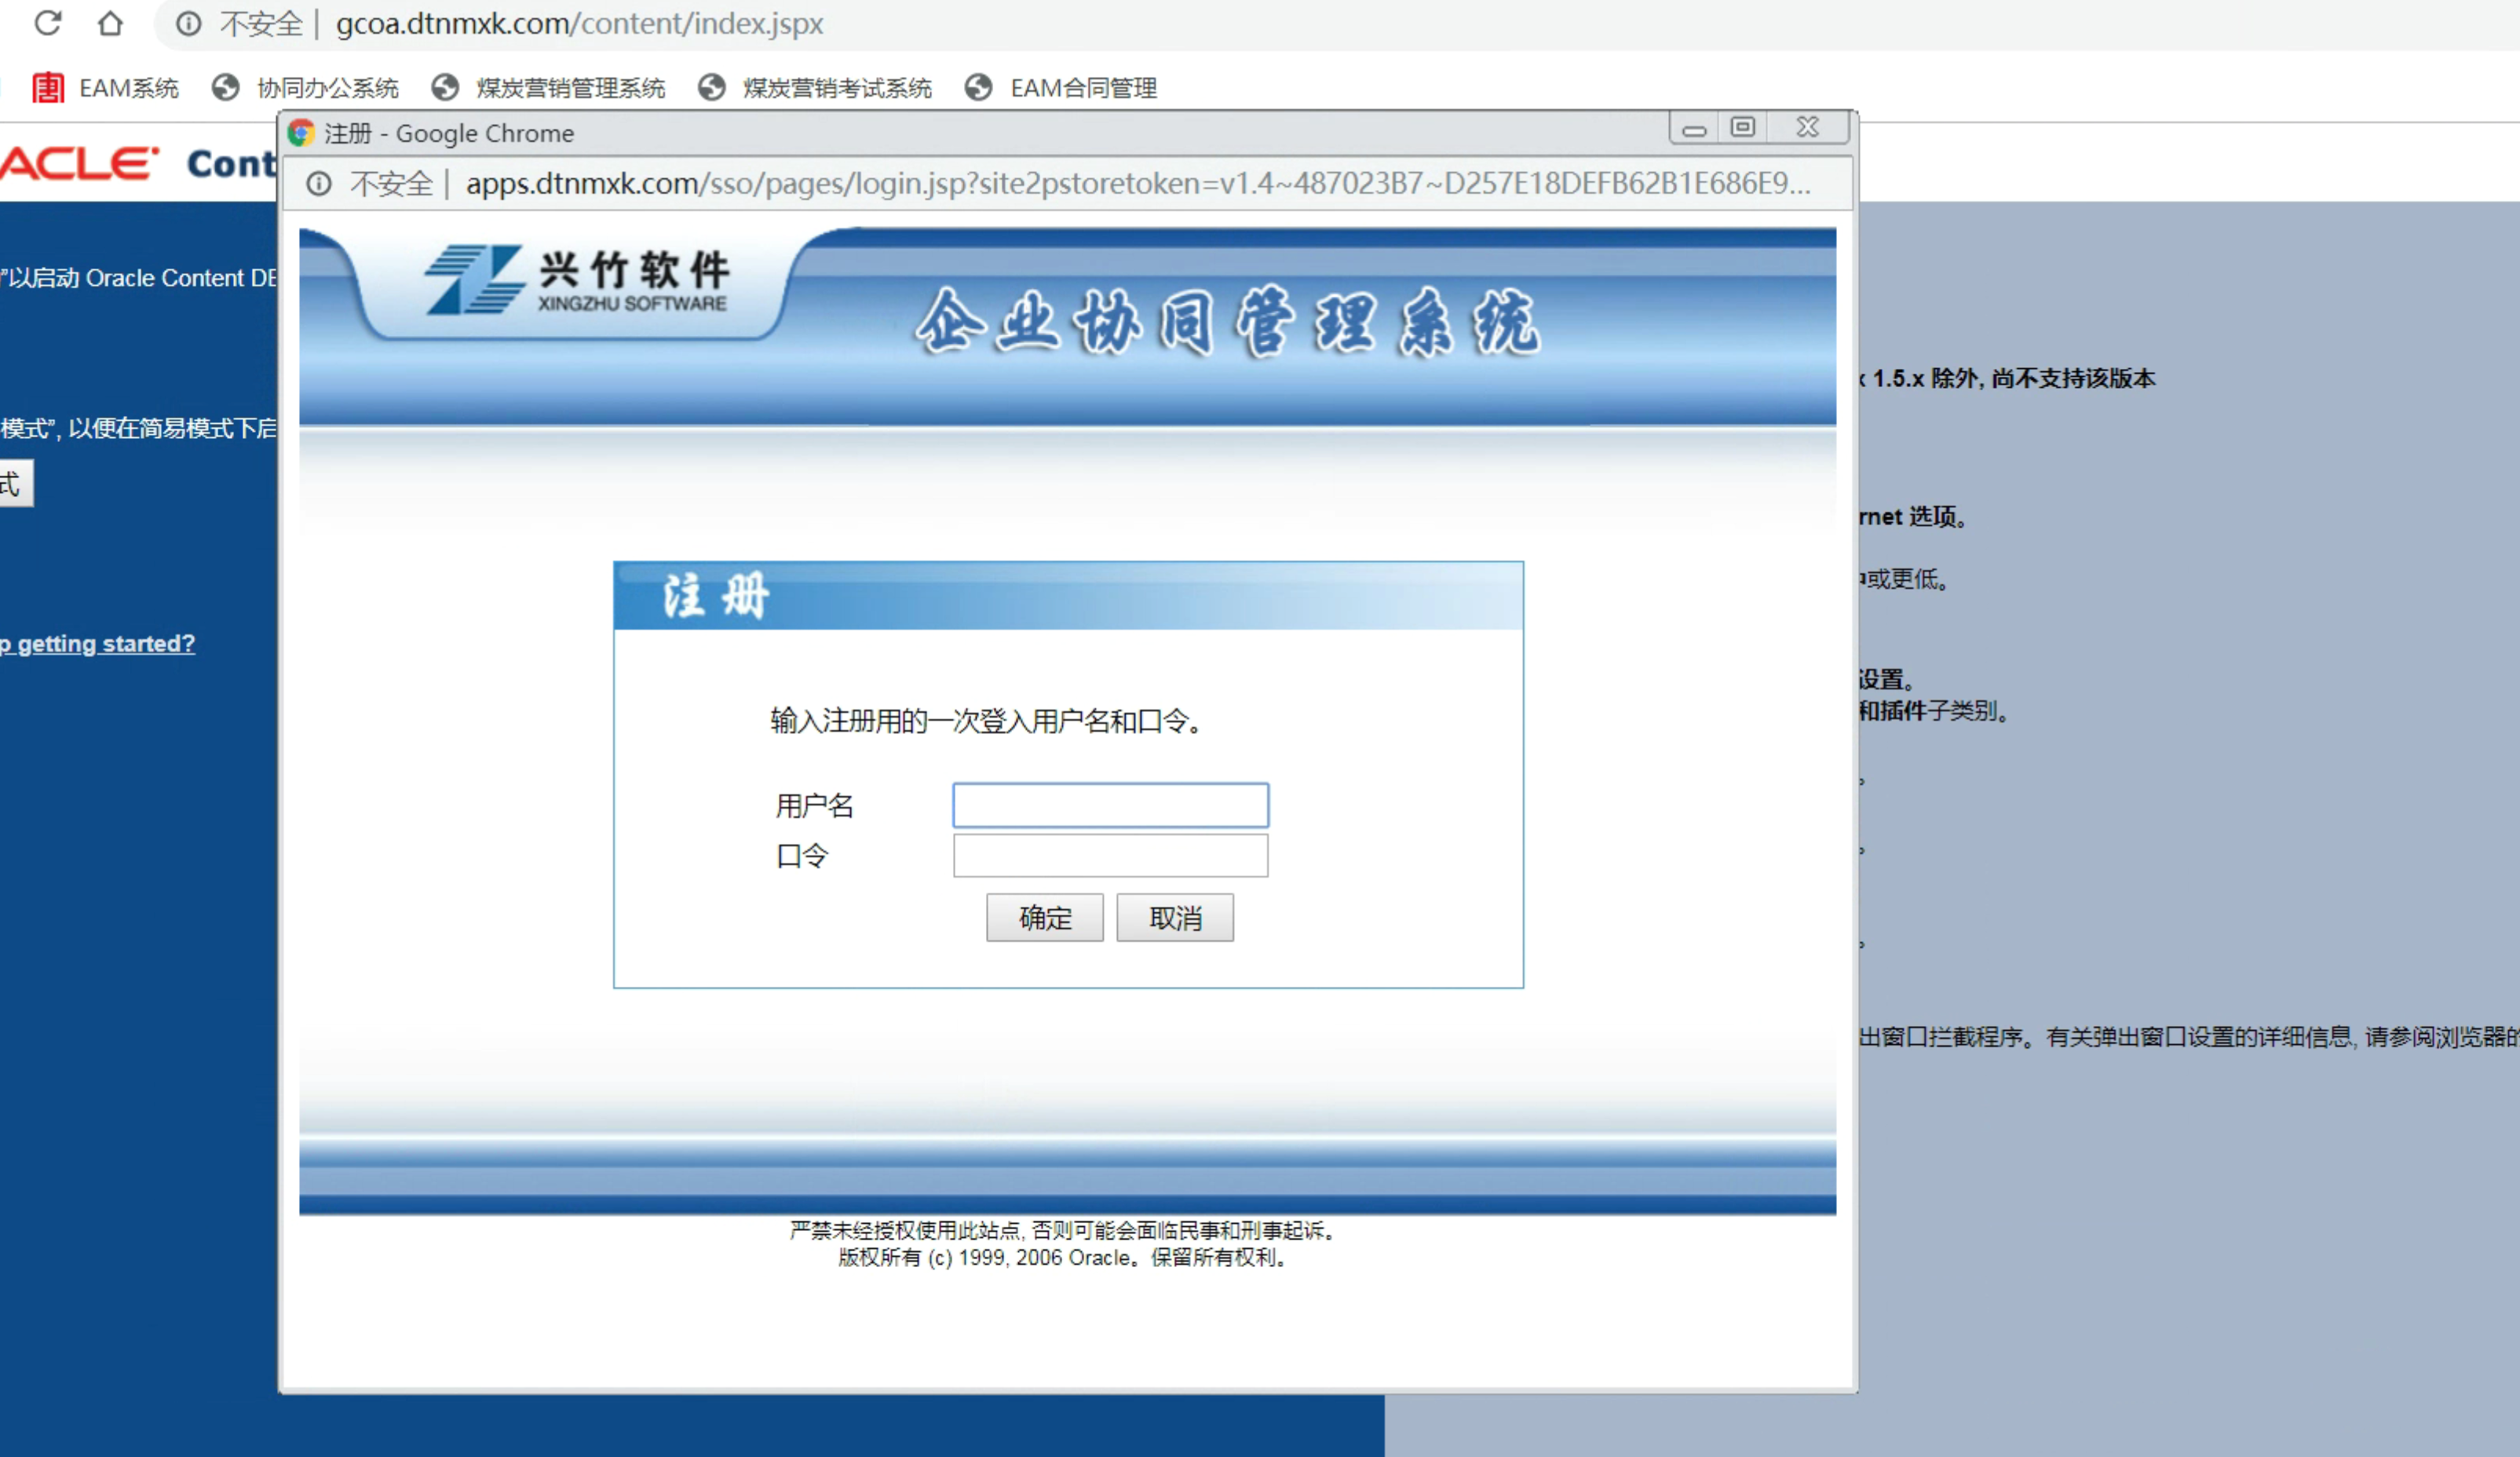 不安全 | gcoa.dtnmxk.com/content/index.jspx
EAM系统 协同办公系统 煤炭营销管理系统 煤炭营销考试系统 EAM合同管理
注册 - Google Chrome
ACLE Cont
不安全 | apps.dtnmxk.com/sso/pages/login.jsp?site2pstoretoken=v1.4~487023B7~D257E18DEFB62B1E686E9...
兴竹软件
XINGZHU SOFTWARE
企业协同管理系统
"以启动 Oracle Content DE
x 1.5.x 除外, 尚不支持该版本
模式", 以便在简易模式下启
式
rnet 选项。
或更低。
注册
p getting started?
设置。
和插件子类别。
输入注册用的一次登入用户名和口令。
用户名
口令
确定 取消
出窗口拦截程序。有关弹出窗口设置的详细信息, 请参阅浏览器的
严禁未经授权使用此站点, 否则可能会面临民事和刑事起诉。
版权所有 (c) 1999, 2006 Oracle。保留所有权利。